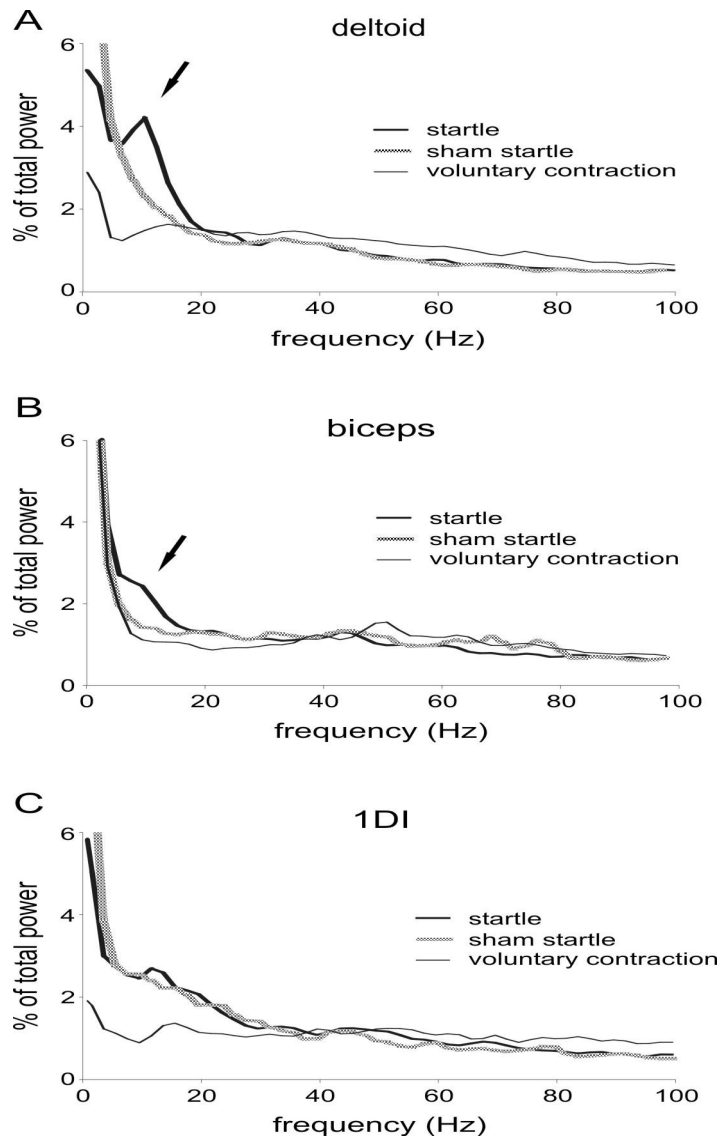 A
deltoid
6
4
2
0
% of total power
startle
sham startle
voluntary contraction
0 20 40 60 80 100
frequency (Hz)
B
biceps
6
4
2
0
% of total power
startle
sham startle
voluntary contraction
0 20 40 60 80 100
frequency (Hz)
C
1DI
6
4
2
0
% of total power
startle
sham startle
voluntary contraction
0 20 40 60 80 100
frequency (Hz)